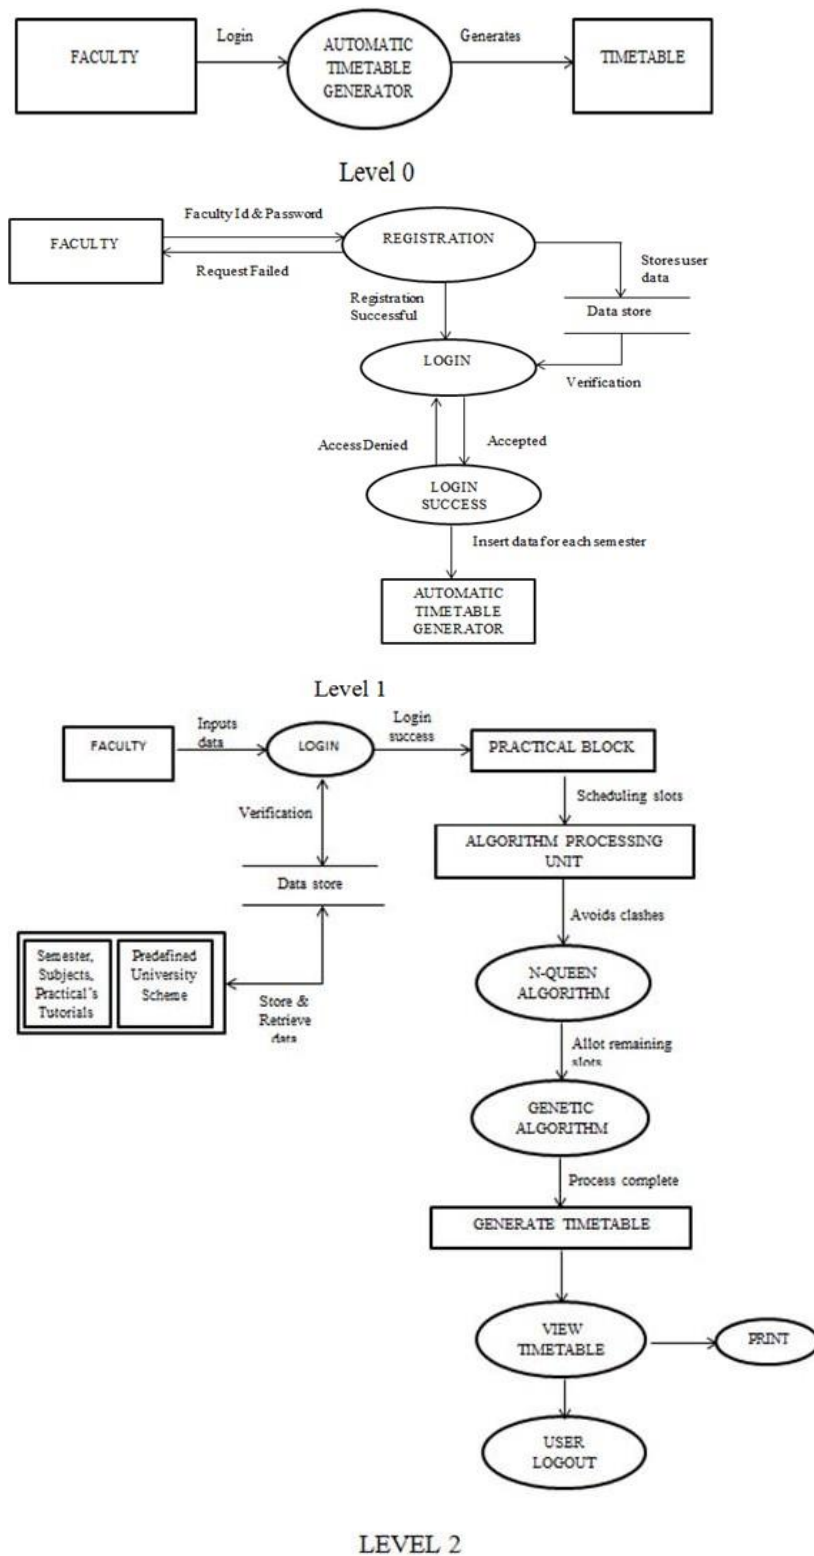 FACULTY
Login
AUTOMATIC
TIMETABLE
GENERATOR
Generates
TIMETABLE
Level 0
FACULTY
Faculty Id & Password
Request Failed
REGISTRATION
Stores user
data
Registration
Successful
Data store
LOGIN
Verification
Access Denied
Accepted
LOGIN
SUCCESS
Insert data for each semester
AUTOMATIC
TIMETABLE
GENERATOR
Level 1
FACULTY
Inputs
data
LOGIN
Login
success
PRACTICAL BLOCK
Verification
Scheduling slots
ALGORITHM PROCESSING
UNIT
Data store
Avoids clashes
Semester,
Subjects,
Practical's
Tutorials
Predefined
University
Scheme
Store &
Retrieve
data
N-QUEEN
ALGORITHM
Allot remaining
slots
GENETIC
ALGORITHM
Process complete
GENERATE TIMETABLE
VIEW
TIMETABLE
PRINT
USER
LOGOUT
LEVEL 2